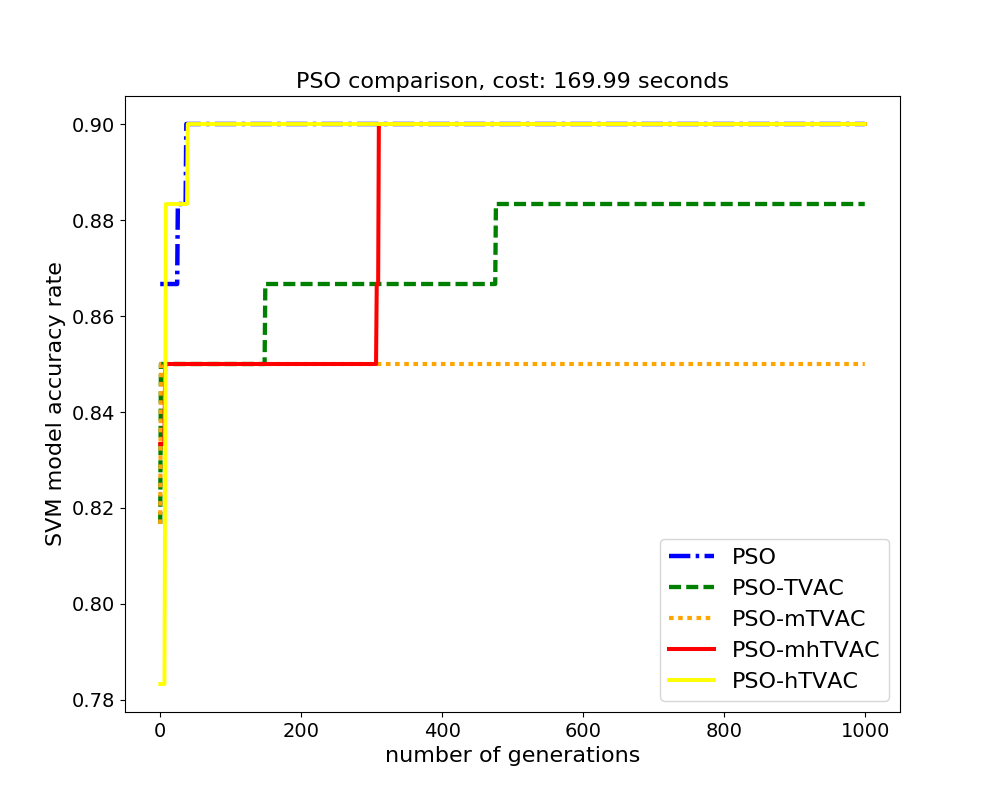 PSO comparison, cost: 169.99 seconds
SVM model accuracy rate
0.90
0.88
0.86
0.84
0.82
0.80
0.78
PSO
PSO-TVAC
PSO-mTVAC
PSO-mhTVAC
PSO-hTVAC
0 200 400 600 800 1000
number of generations